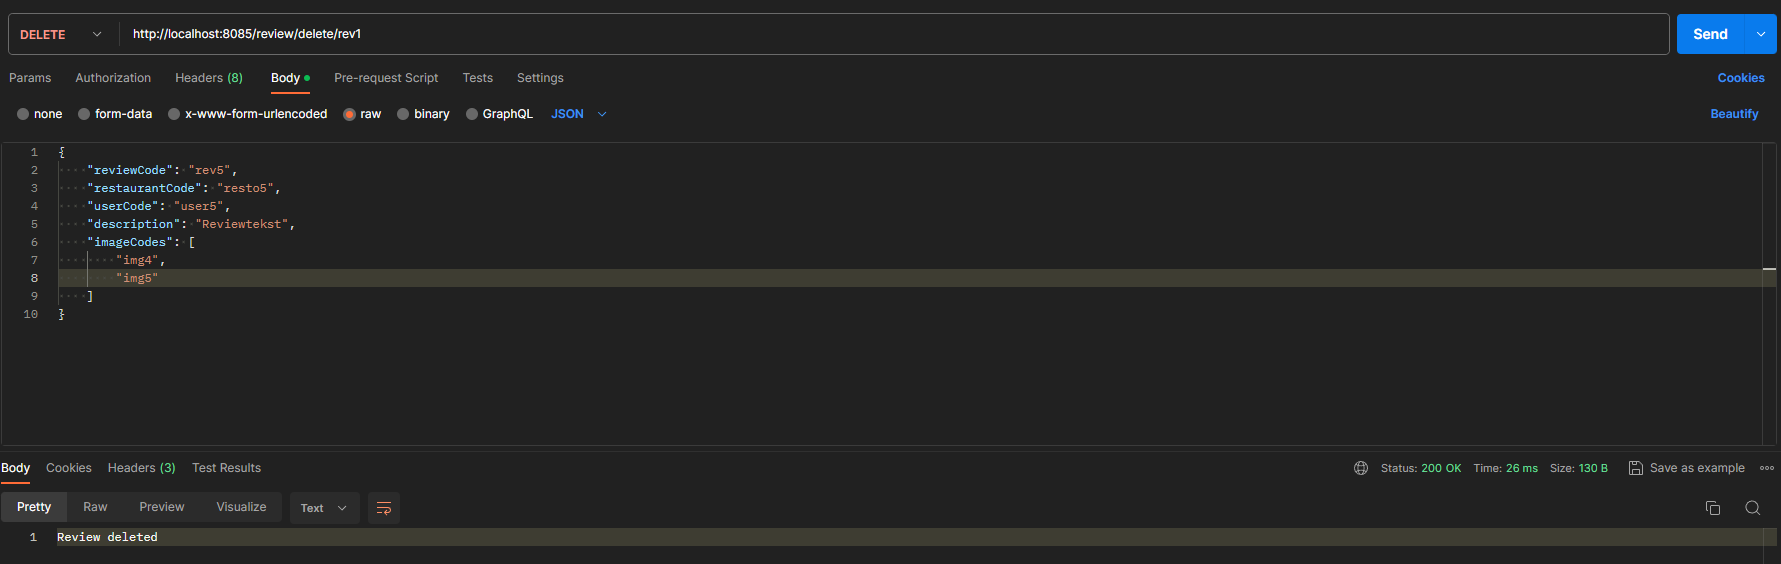 DELETE http://localhost:8085/review/delete/rev1 Send
Params Authorization Headers (8) Body Pre-request Script Tests Settings Cookies
none form-data x-www-form-urlencoded raw binary GraphQL JSON Beautify
1 {
2 "reviewCode": "rev5",
3 "restaurantCode": "resto5",
4 "userCode": "user5",
5 "description": "Reviewtekst",
6 "imageCodes": [
7 "img4",
8 "img5"
9 ]
10 }
Body Cookies Headers (3) Test Results Status: 200 OK Time: 26 ms Size: 130 B Save as example
Pretty Raw Preview Visualize Text
1 Review deleted